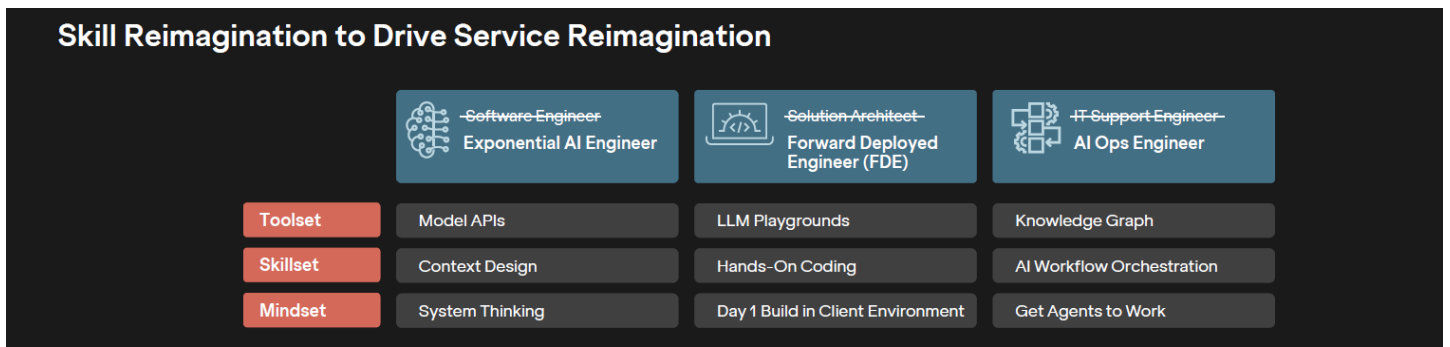 Skill Reimagination to Drive Service Reimagination
Software Engineer
Exponential AI Engineer
Solution Architect
Forward Deployed
Engineer (FDE)
IT Support Engineer
AI Ops Engineer
Toolset
Model APIs
LLM Playgrounds
Knowledge Graph
Skillset
Context Design
Hands-On Coding
AI Workflow Orchestration
Mindset
System Thinking
Day 1 Build in Client Environment
Get Agents to Work